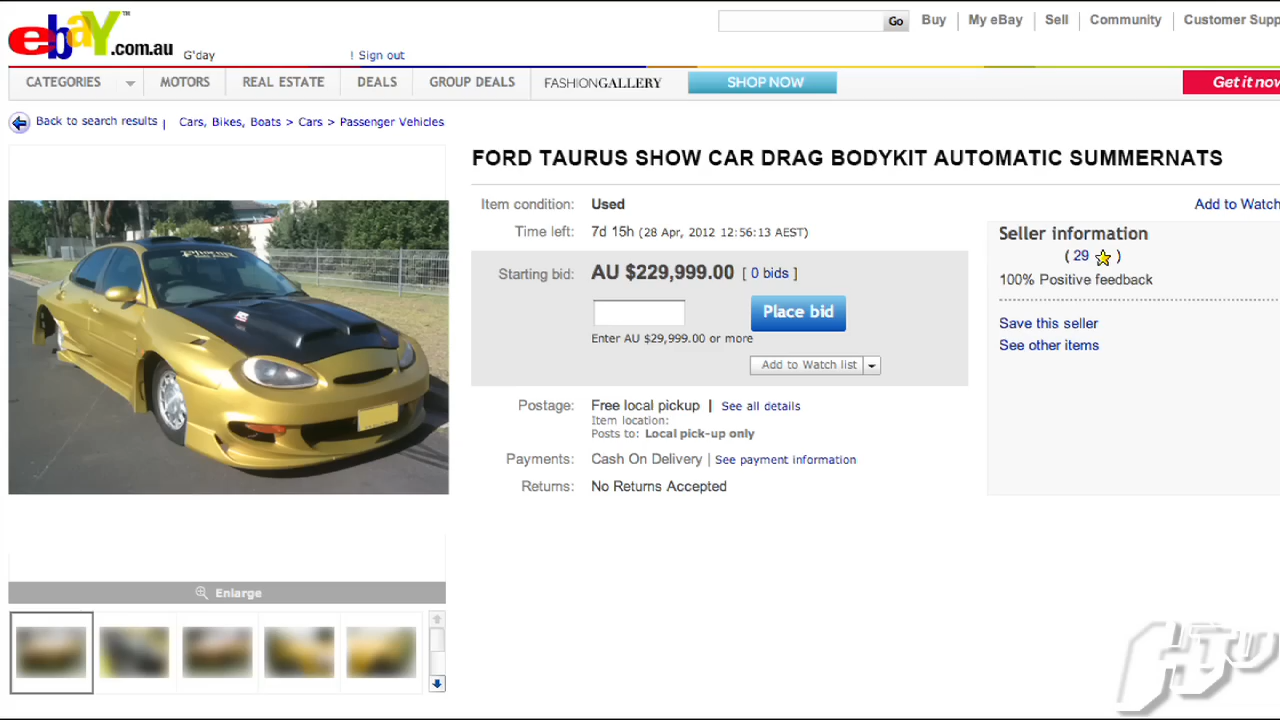 ebay™.com.au
G'day
| Sign out
Go
Buy
My eBay
Sell
Community
Customer Supp
CATEGORIES
MOTORS
REAL ESTATE
DEALS
GROUP DEALS
FASHIONGALLERY
SHOP NOW
Get it now
Back to search results |
Cars, Bikes, Boats > Cars > Passenger Vehicles
FORD TAURUS SHOW CAR DRAG BODYKIT AUTOMATIC SUMMERNATS
Item condition: Used
Add to Watch
Time left: 7d 15h (28 Apr, 2012 12:56:13 AEST)
Starting bid: AU $229,999.00 [ 0 bids ]
Place bid
Enter AU $29,999.00 or more
Add to Watch list
Seller information
( 29 )
100% Positive feedback
Save this seller
See other items
Postage: Free local pickup | See all details
Item location:
Posts to: Local pick-up only
Payments: Cash On Delivery | See payment information
Returns: No Returns Accepted
Enlarge